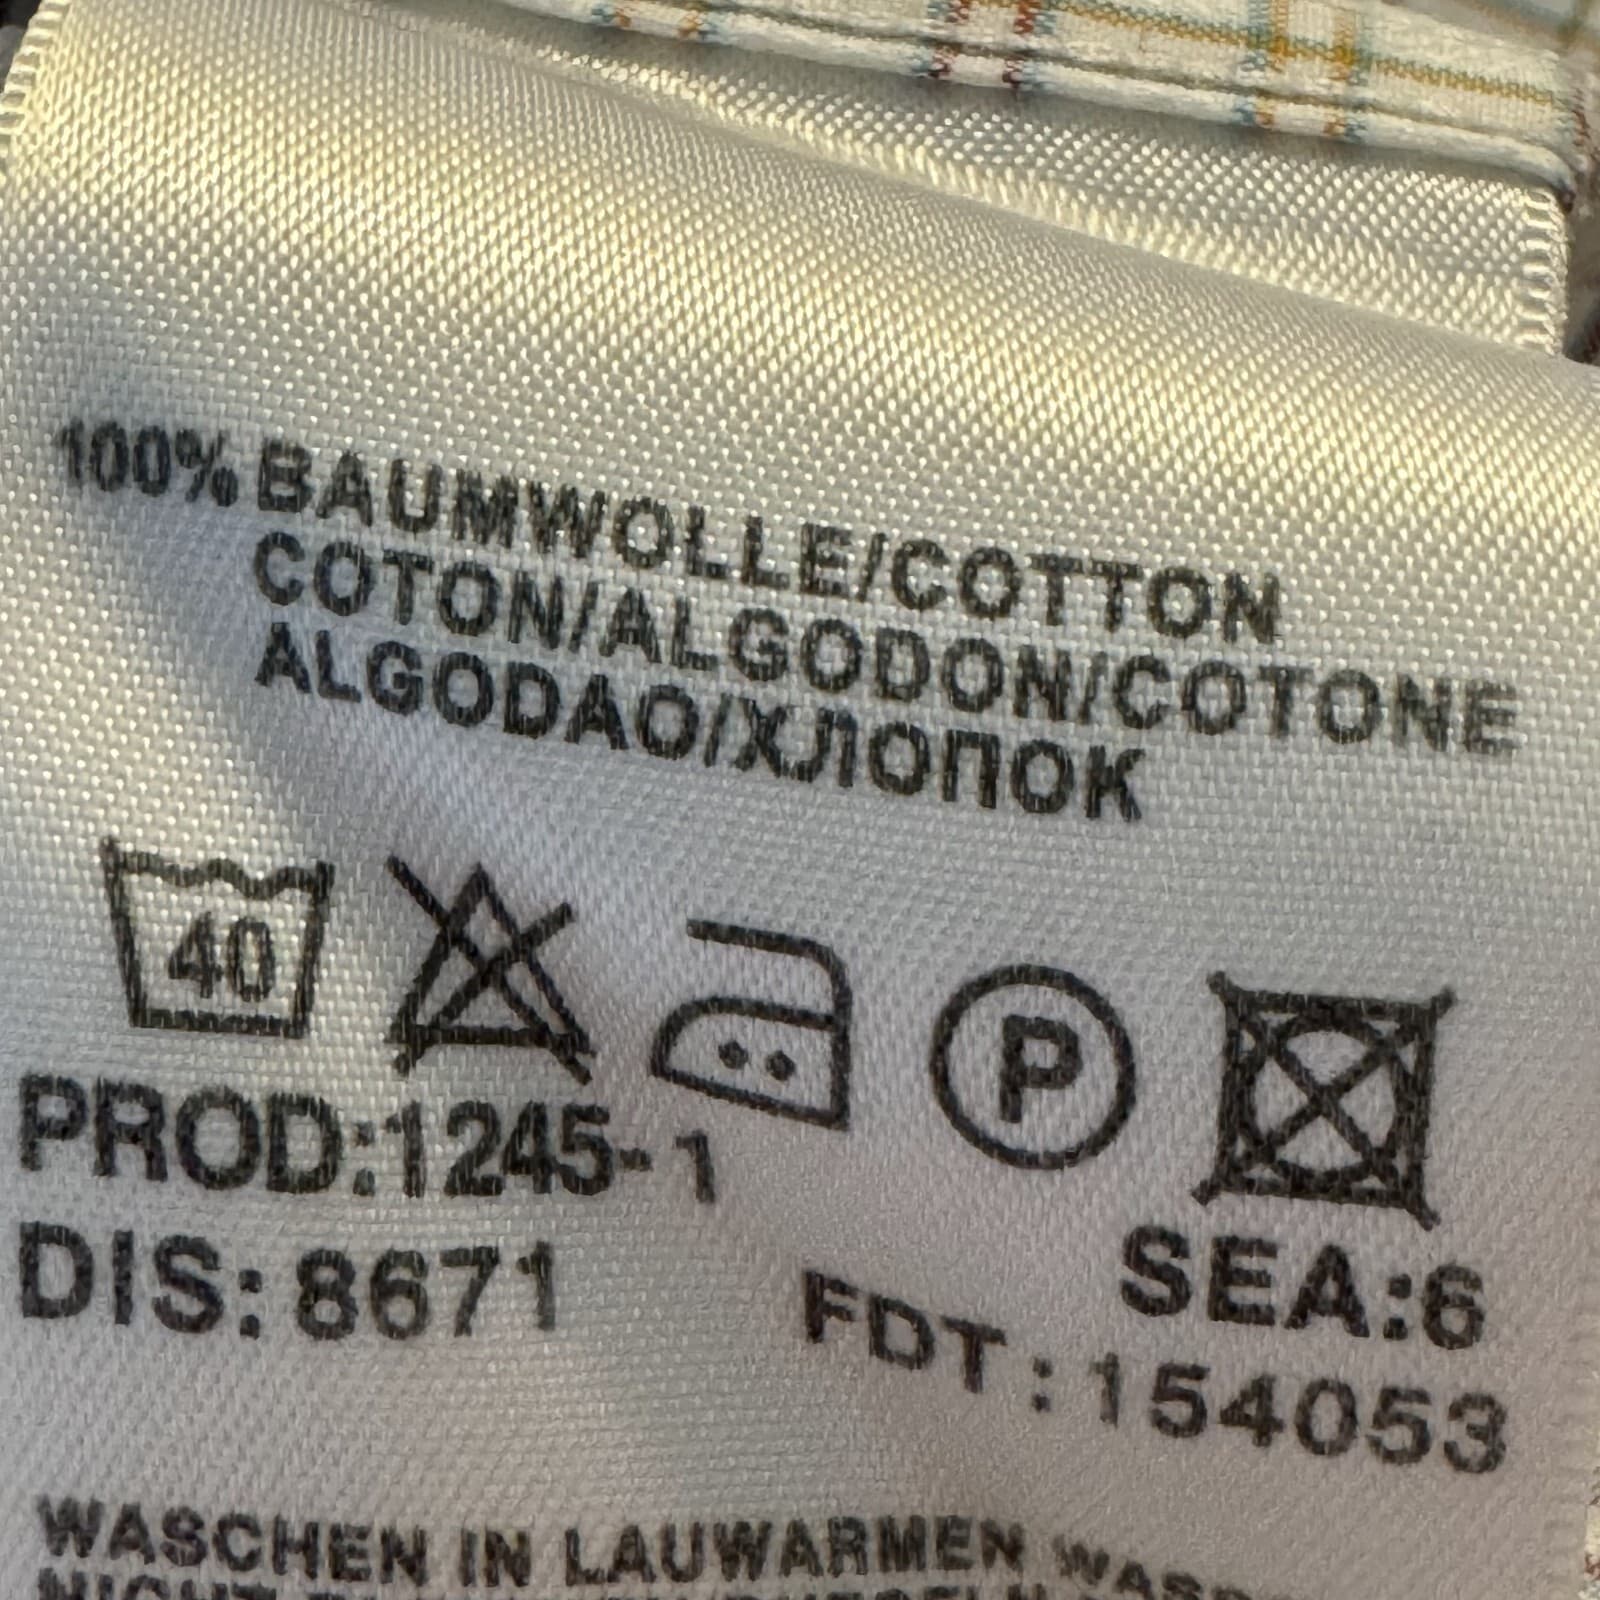 100% BAUMWOLLE/COTTON
COTON/ALGODON/COTONE
ALGODAO/ХЛОПОК
40
P
PROD:1245-1
SEA:6
DIS: 8671
FDT: 154053
WASCHEN IN LAUWARMEN
NICHT